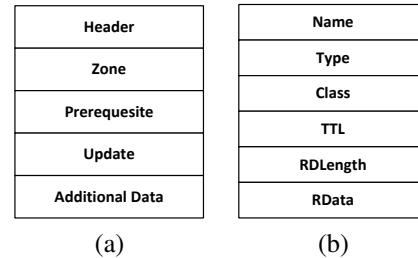 Header
Zone
Prerequesite
Update
Additional Data
(a)
Name
Type
Class
TTL
RDLength
RData
(b)